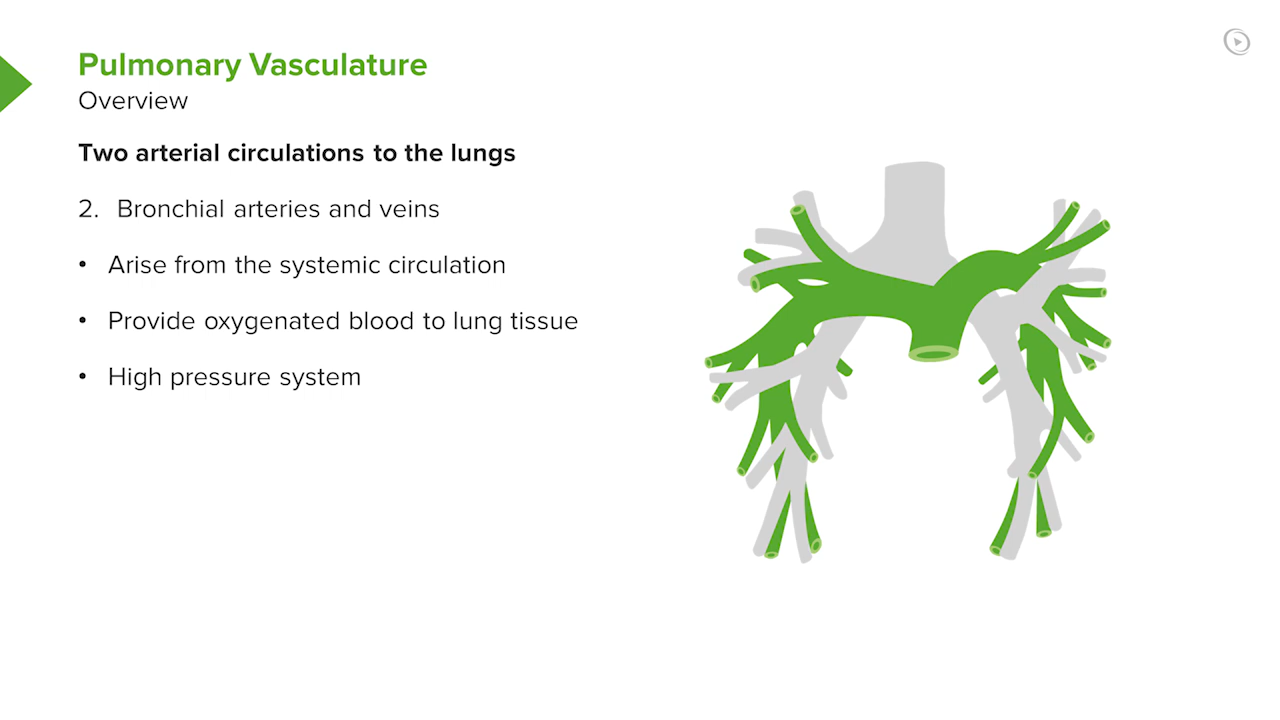 Pulmonary Vasculature
Overview
Two arterial circulations to the lungs
2. Bronchial arteries and veins
• Arise from the systemic circulation
• Provide oxygenated blood to lung tissue
• High pressure system